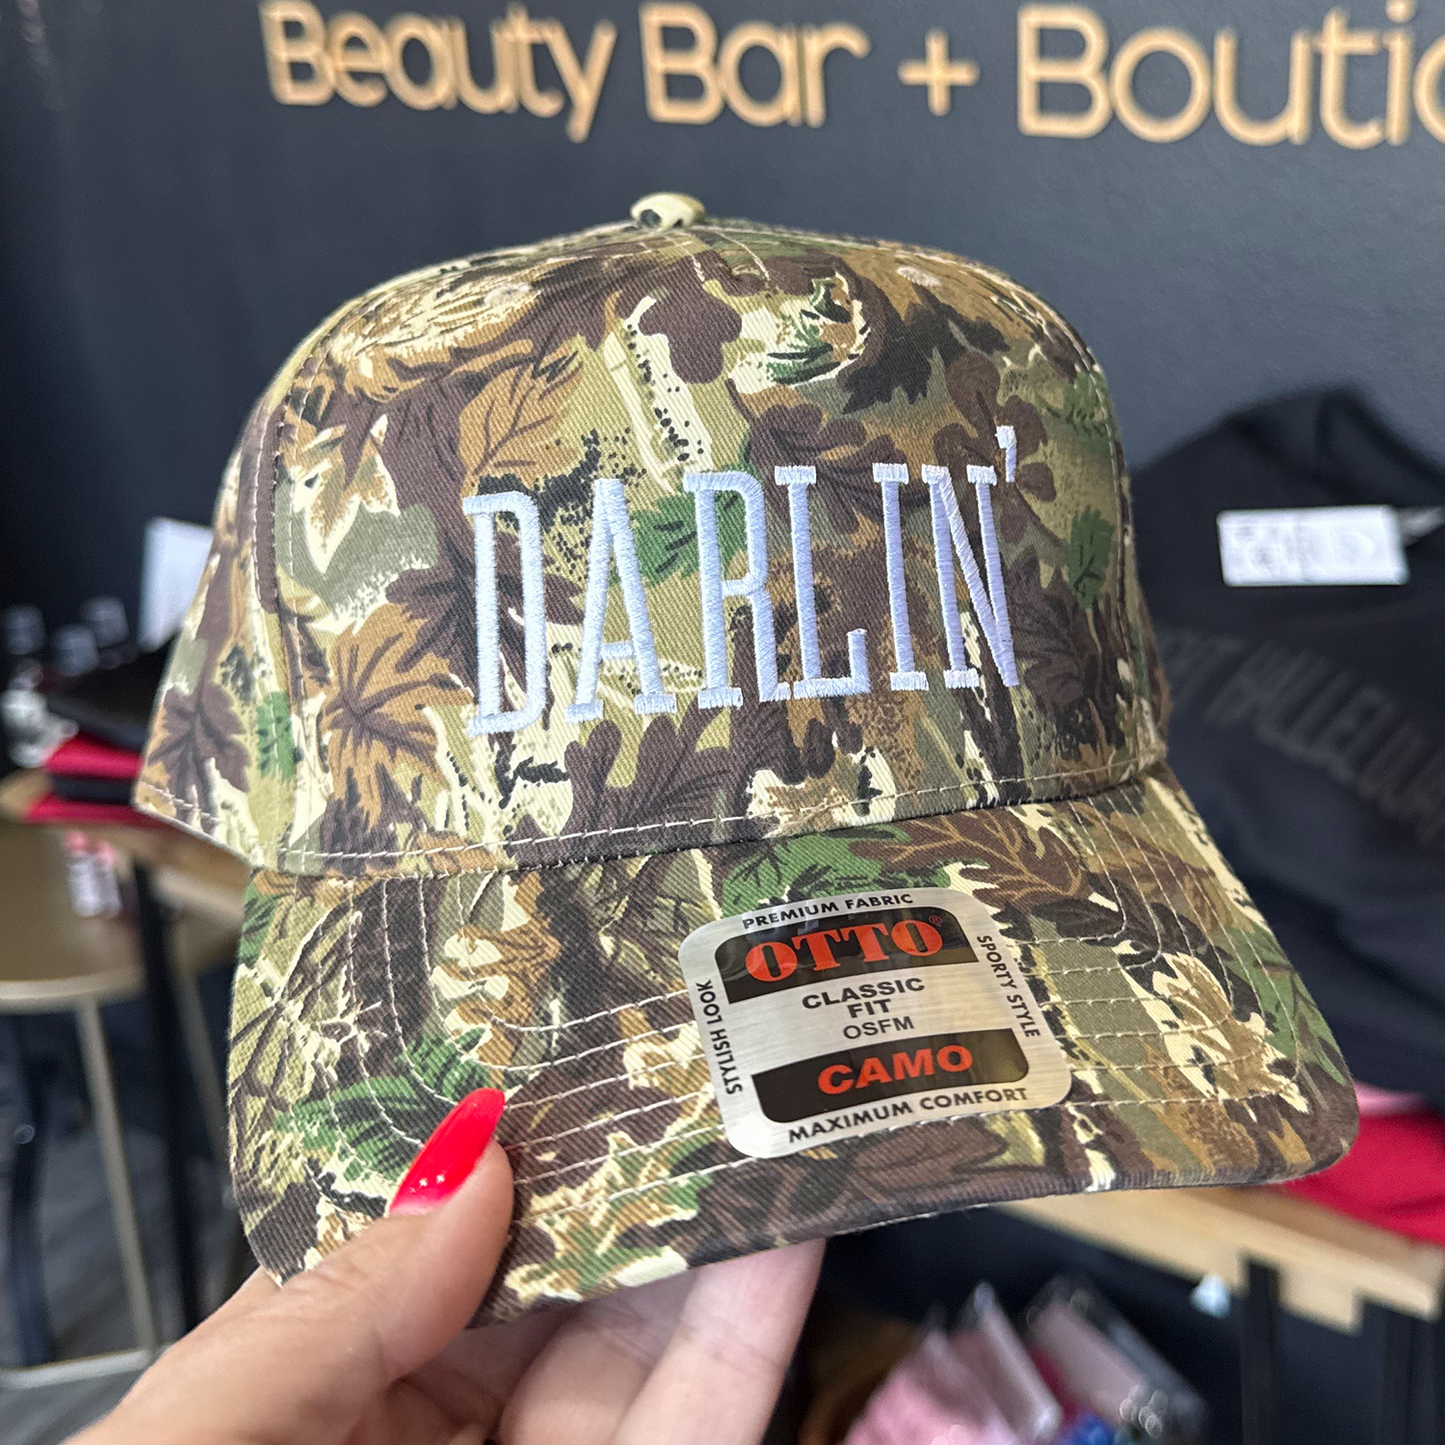 Beauty Bar + Boutic
DARLIN'
PREMIUM FABRIC
OTTO®
CLASSIC
FIT
OSFM
CAMO
MAXIMUM COMFORT
STYLISH LOOK
SPORTY STYLE